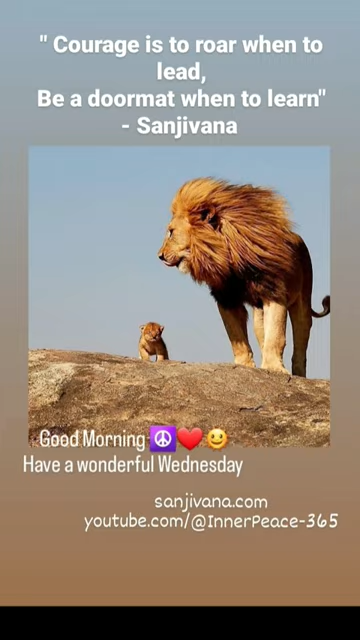 " Courage is to roar when to
lead,
Be a doormat when to learn"
- Sanjivana
Good Morning ☮️❤️😉
Have a wonderful Wednesday
sanjivana.com
youtube.com/@InnerPeace-365